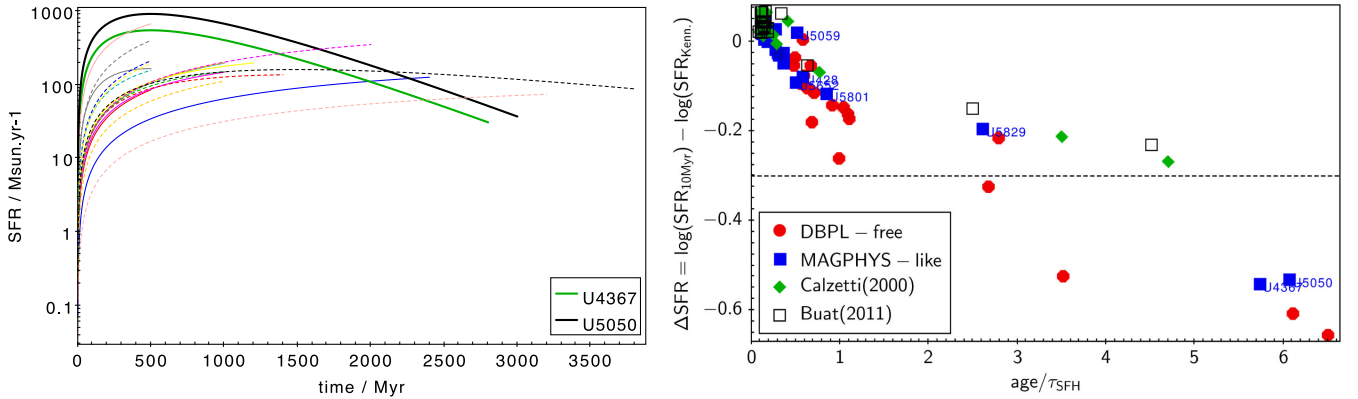 1000
100
10
1
0.1
SFR / Msun.yr-1
U4367
U5050
0 500 1000 1500 2000 2500 3000 3500
time / Myr
0
−0.2
−0.4
−0.6
ΔSFR = log(SFR10Myr) − log(SFRKenn.)
U5059
U5801
U5829
U4367
U5050
DBPL − free
MAGPHYS − like
Calzetti(2000)
Buat(2011)
0 1 2 3 4 5 6
age/τSFH